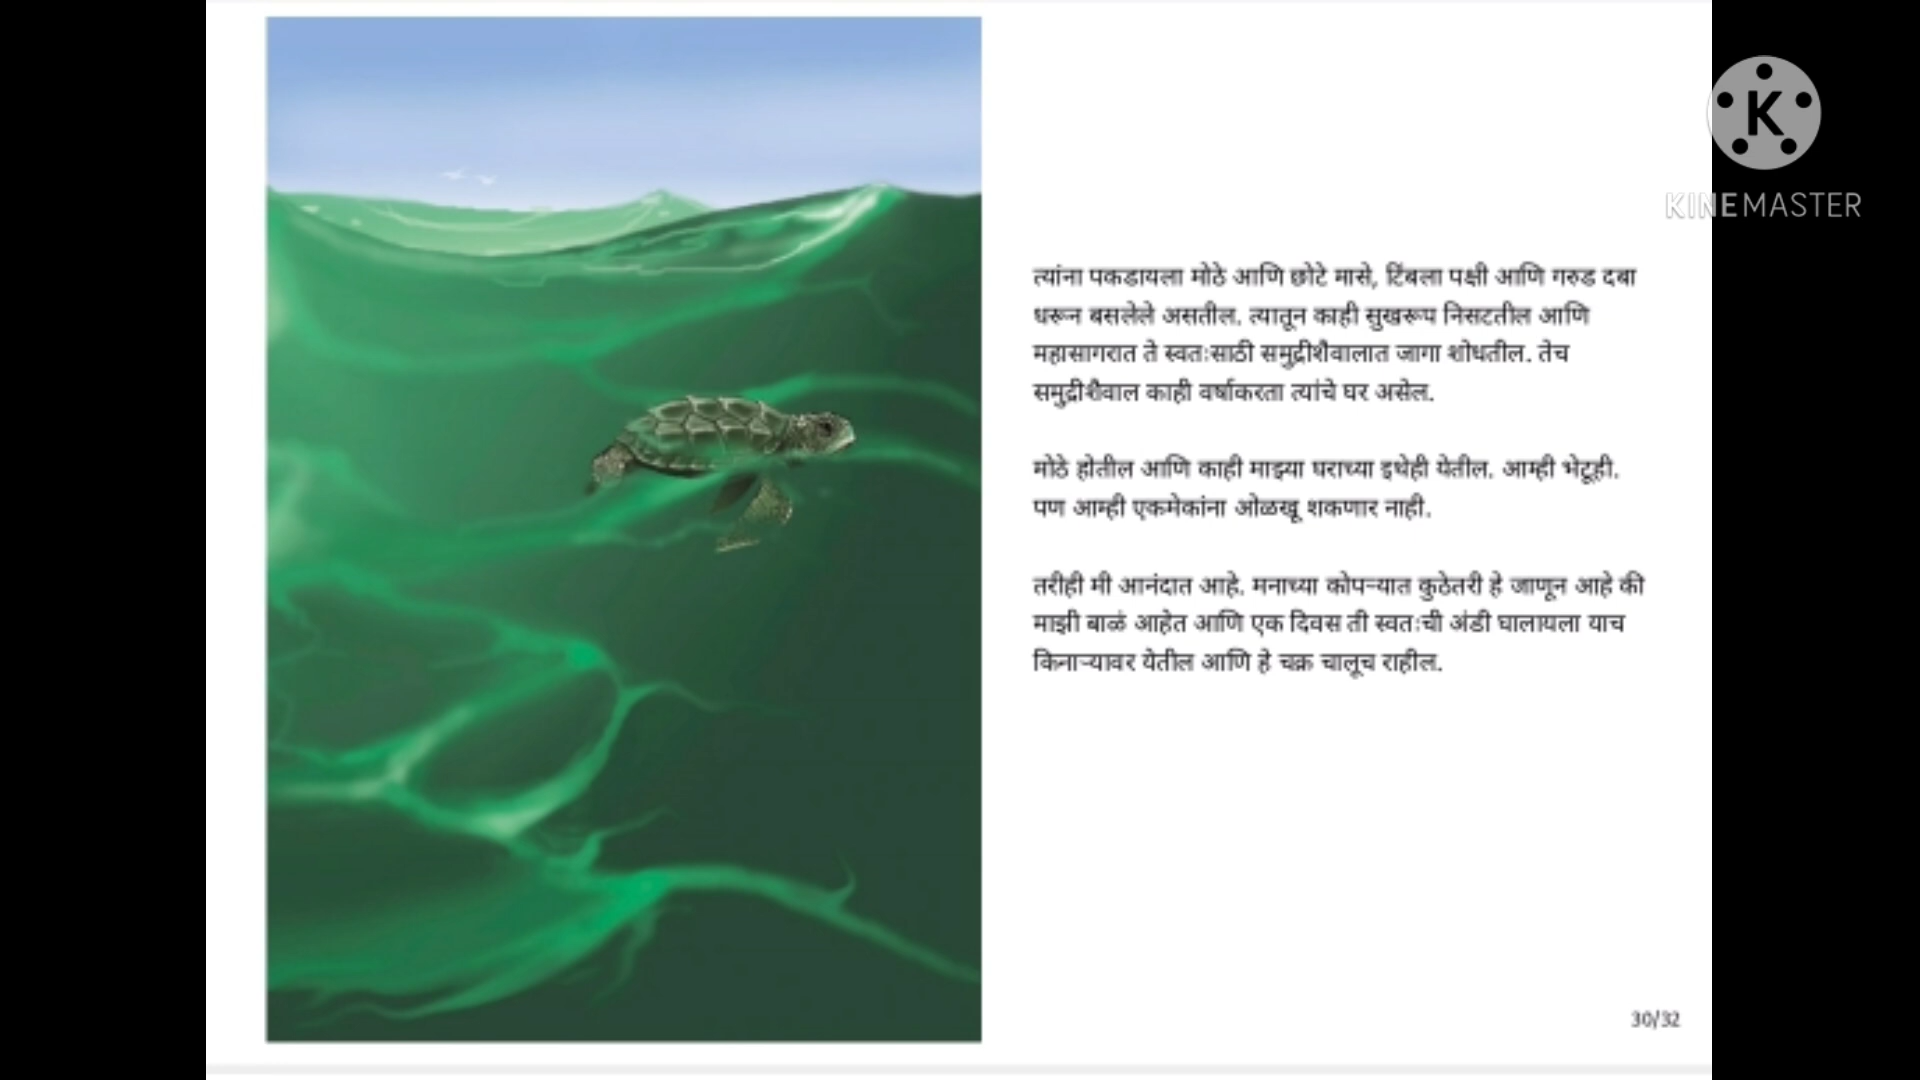 K
KINEMASTER
त्यांना पकडायला मोठे आणि छोटे मासे, टिंबला पक्षी आणि गरुड दबा
धरून बसलेले असतील. त्यातून काही सुखरूप निसटतील आणि
महासागरात ते स्वतःसाठी समुद्रीशैवालात जागा शोधतील. तेच
समुद्रीशैवाल काही वर्षाकरता त्यांचे घर असेल.
मोठे होतील आणि काही माझ्या घराच्या इथेही येतील. आम्ही भेटूही.
पण आम्ही एकमेकांना ओळखू शकणार नाही.
तरीही मी आनंदात आहे. मनाच्या कोपऱ्यात कुठेतरी हे जाणून आहे की
माझी बाळं आहेत आणि एक दिवस ती स्वतःची अंडी घालायला याच
किनाऱ्यावर येतील आणि हे चक्र चालूच राहील.
30/32